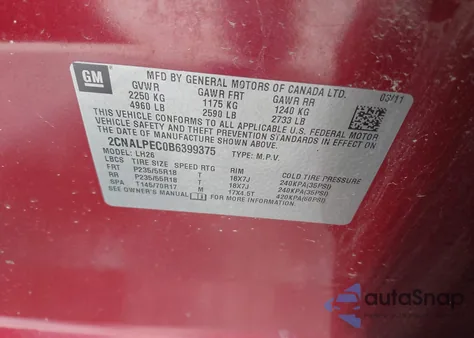 GM
MFD BY GENERAL MOTORS OF CANADA LTD.
03/11
GVWR GAWR FRT GAWR RR
2250 KG 1175 KG 1240 KG
4960 LB 2590 LB 2733 LB
THIS VEHICLE CONFORMS TO ALL APPLICABLE U.S. FEDERAL MOTOR
VEHICLE SAFETY AND THEFT PREVENTION STANDARDS IN EFFECT ON
THE DATE OF MANUFACTURE SHOWN ABOVE.
2CNALPEC0B6399375 TYPE: M.P.V.
MODEL: LH26
LBCS TIRE SIZE SPEED RTG RIM COLD TIRE PRESSURE
FRT P235/55R18 T 18X7J 240KPA(35PSI)
RR P235/55R18 T 18X7J 240KPA(35PSI)
SPA T145/70R17 M 17X4.5T 420KPA(60PSI)
SEE OWNER'S MANUAL FOR MORE INFORMATION.
autoSnap